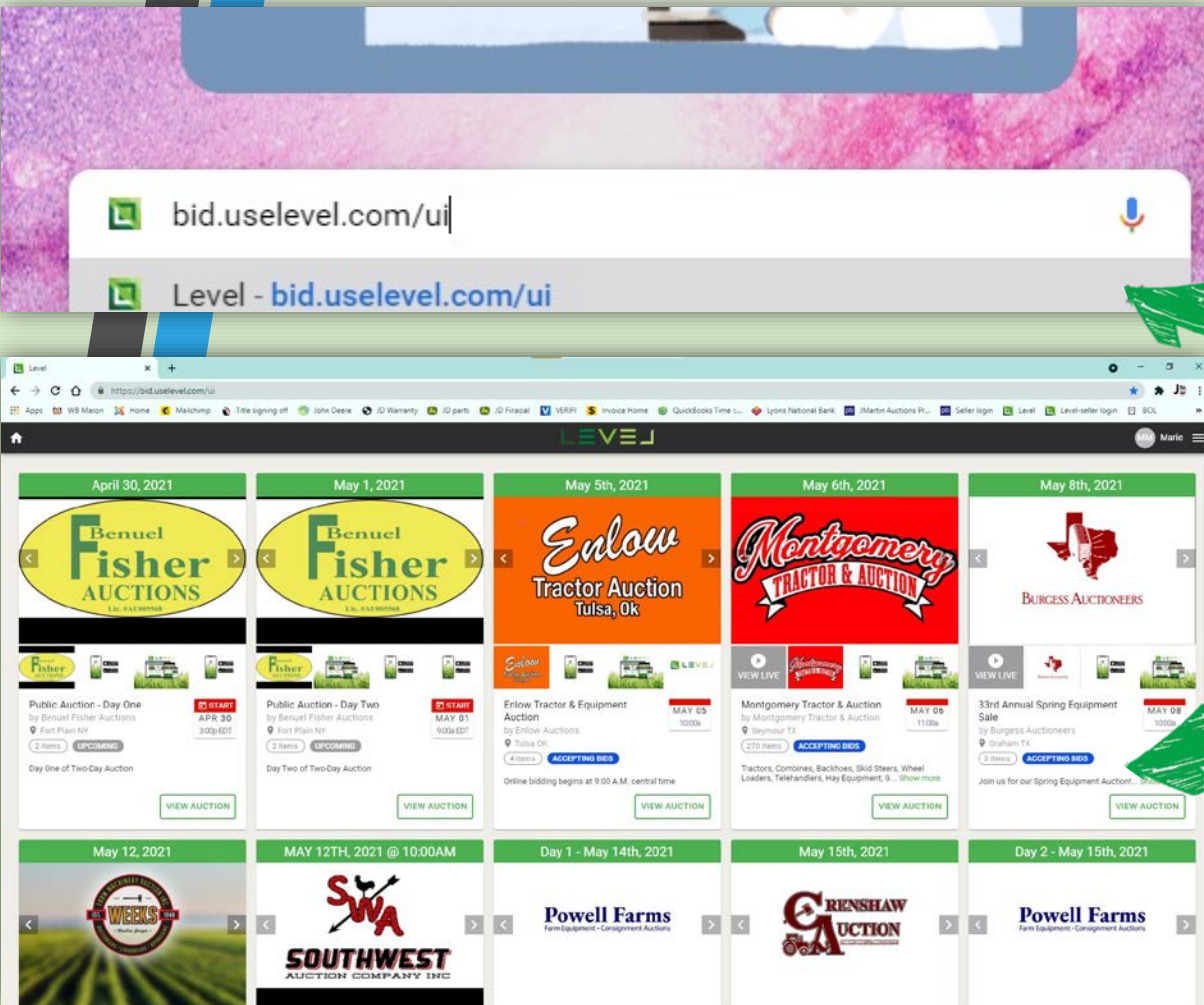 bid.uselevel.com/ui
Level - bid.uselevel.com/ui
Level
https://bid.uselevel.com/ui
Apps WB Mason Home Mailchimp Title signing off John Deere JD Warranty JD parts JD Finacial VERIFI Invoice Home QuickBooks Time :... Lyons National Bank JMartin Auctions Pr... Seller login Level Level-seller login BOL
LEVEL
MM Marie
April 30, 2021
Benuel
Fisher
AUCTIONS
Fisher
Public Auction - Day One
START
by Benuel Fisher Auctions
APR 30
Fort Plain NY
3:00p EDT
2 items UPCOMING
Day One of Two-Day Auction
VIEW AUCTION
May 1, 2021
Benuel
Fisher
AUCTIONS
Fisher
Public Auction - Day Two
START
by Benuel Fisher Auctions
MAY 01
Fort Plain NY
9:00a EDT
2 items UPCOMING
Day Two of Two-Day Auction
VIEW AUCTION
May 5th, 2021
Enlow
Tractor Auction
Tulsa, Ok
Enlow
LEVEL
Enlow Tractor & Equipment
Auction
MAY 05
by Enlow Auctions
10:00a
Tulsa OK
4 items ACCEPTING BIDS
Online bidding begins at 9:00 A.M. central time
VIEW AUCTION
May 6th, 2021
Montgomery
TRACTOR & AUCTION
VIEW LIVE
Montgomery
Montgomery Tractor & Auction
MAY 06
by Montgomery Tractor & Auction
11:00a
Seymour TX
270 items ACCEPTING BIDS
Tractors, Combines, Backhoes, Skid Steers, Wheel
Loaders, Telehandlers, Hay Equipment, G... Show more
VIEW AUCTION
May 8th, 2021
BURGESS AUCTIONEERS
VIEW LIVE
33rd Annual Spring Equipment
Sale
MAY 08
by Burgess Auctioneers
10:00a
Graham TX
3 items ACCEPTING BIDS
Join us for our Spring Equipment Auction!...
VIEW AUCTION
May 12, 2021
WEEKS
MAY 12TH, 2021 @ 10:00AM
SWA
SOUTHWEST
AUCTION COMPANY INC
Day 1 - May 14th, 2021
Powell Farms
Farm Equipment • Consignment Auctions
May 15th, 2021
CRENSHAW
AUCTION
Day 2 - May 15th, 2021
Powell Farms
Farm Equipment • Consignment Auctions